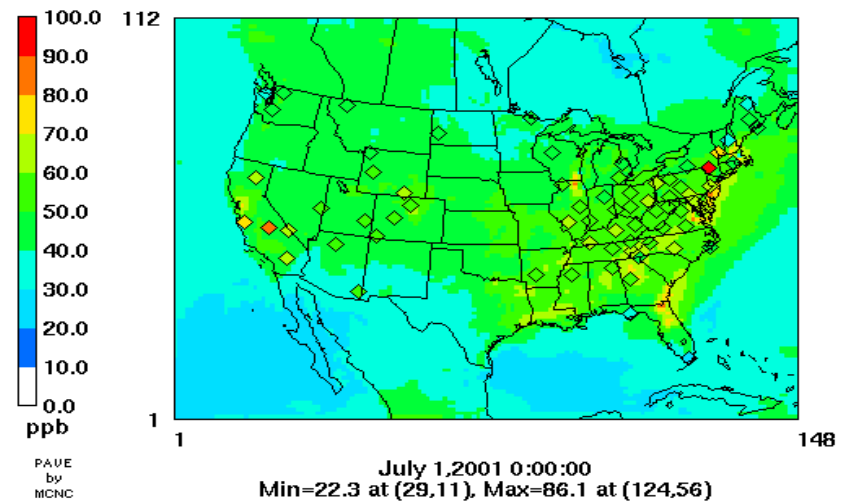 100.0
90.0
80.0
70.0
60.0
50.0
40.0
30.0
20.0
10.0
0.0
ppb
PAVE
by
MCNC
112
1
1
148
July 1,2001 0:00:00
Min=22.3 at (29,11), Max=86.1 at (124,56)